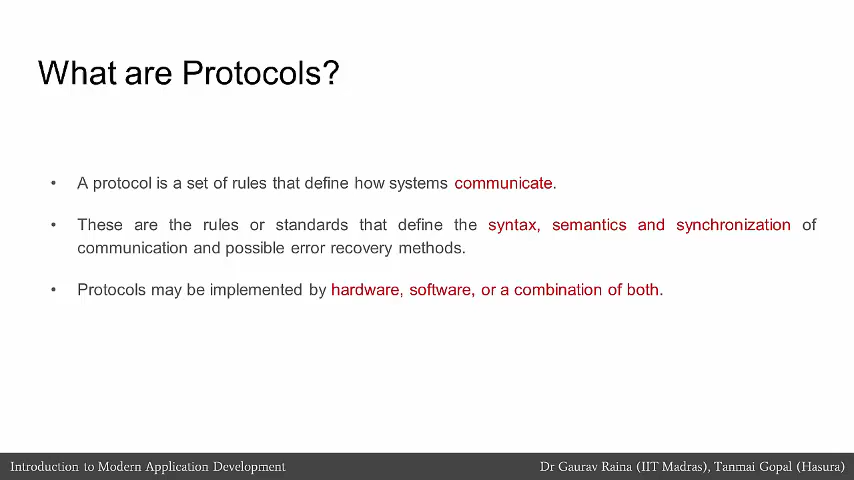 What are Protocols?
• A protocol is a set of rules that define how systems communicate.
• These are the rules or standards that define the syntax, semantics and synchronization of
communication and possible error recovery methods.
• Protocols may be implemented by hardware, software, or a combination of both.
Introduction to Modern Application Development
Dr Gaurav Raina (IIT Madras), Tanmai Gopal (Hasura)